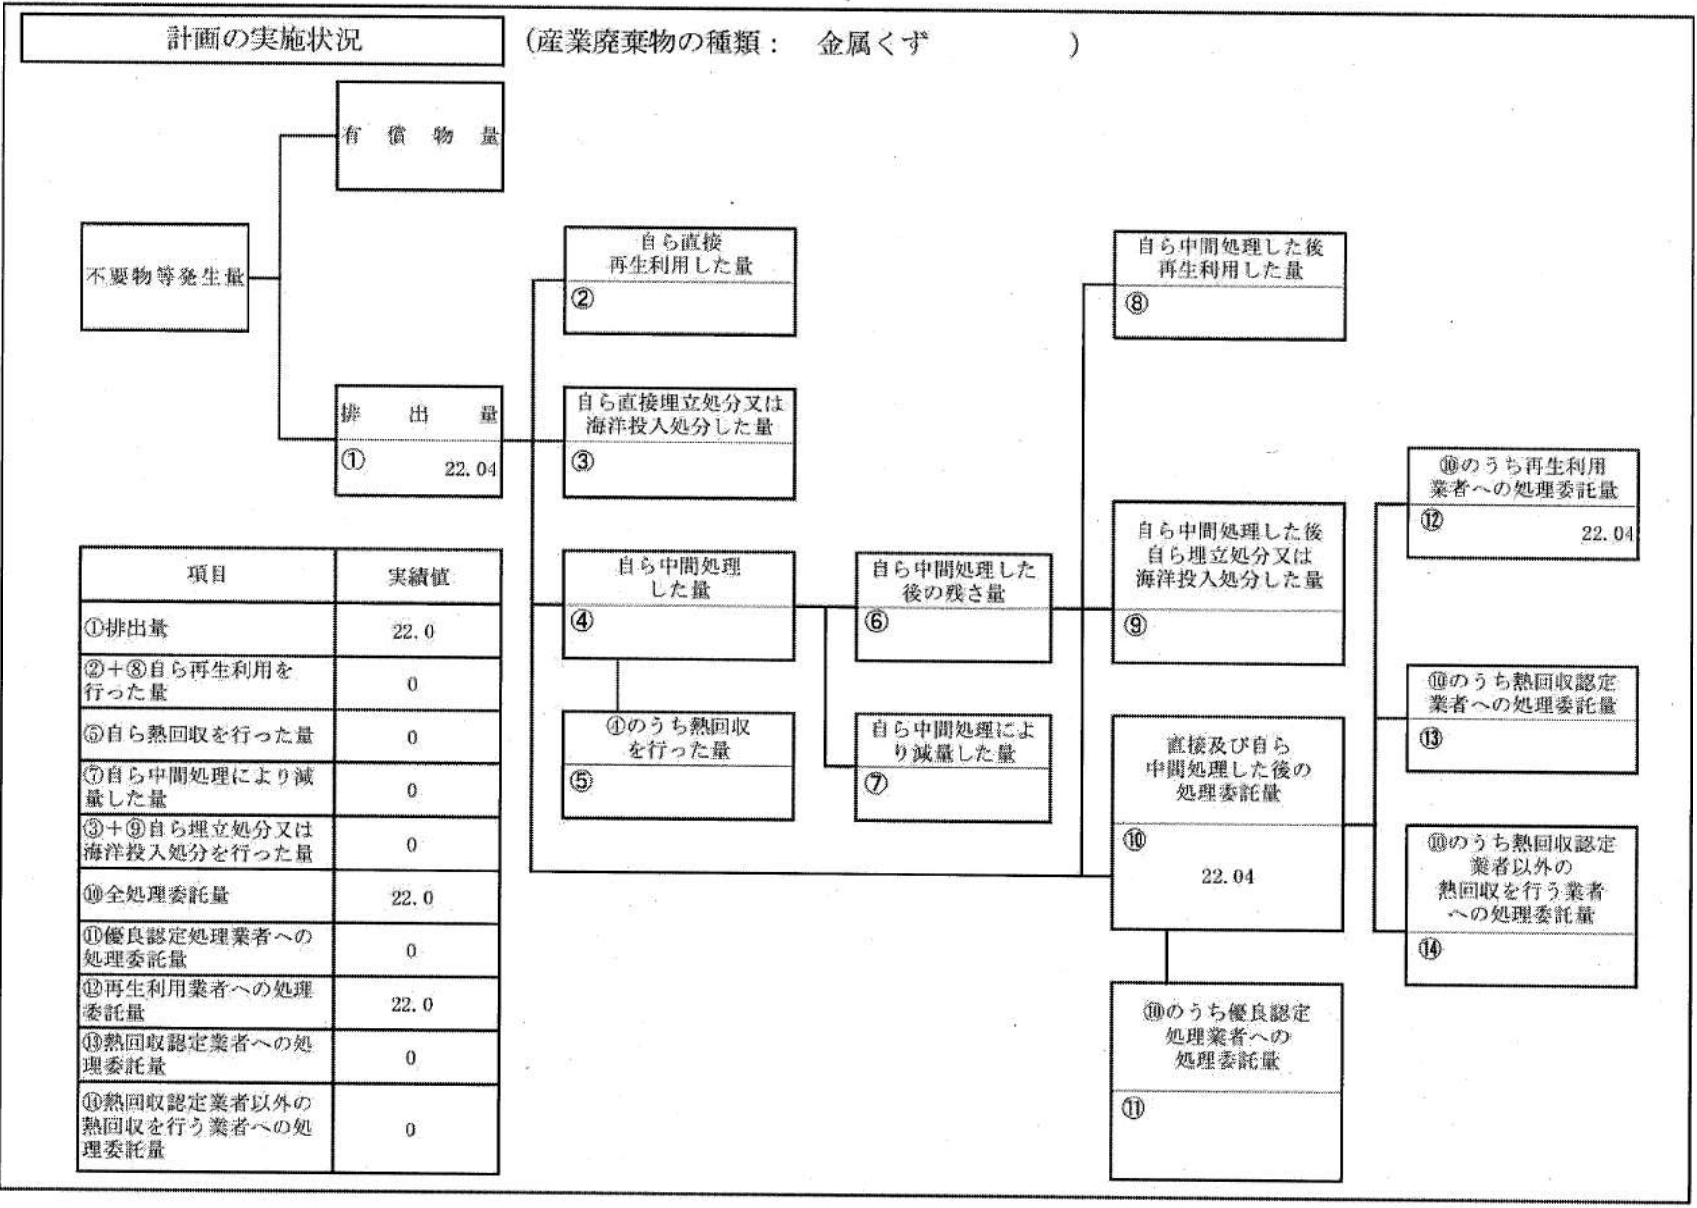 計画の実施状況
(産業廃棄物の種類： 金属くず )
有償物量
不要物等発生量
排出量
① 22.04
自ら直接
再生利用した量
②
自ら直接埋立処分又は
海洋投入処分した量
③
自ら中間処理
した量
④
④のうち熱回収
を行った量
⑤
自ら中間処理した
後の残さ量
⑥
自ら中間処理によ
り減量した量
⑦
自ら中間処理した後
再生利用した量
⑧
自ら中間処理した後
自ら埋立処分又は
海洋投入処分した量
⑨
直接及び自ら
中間処理した後の
処理委託量
⑩
22.04
⑩のうち優良認定
処理業者への
処理委託量
⑪
⑩のうち再生利用
業者への処理委託量
⑫ 22.04
⑩のうち熱回収認定
業者への処理委託量
⑬
⑩のうち熱回収認定
業者以外の
熱回収を行う業者
への処理委託量
⑭
項目 実績値
①排出量 22.0
②＋⑧自ら再生利用を
行った量 0
⑤自ら熱回収を行った量 0
⑦自ら中間処理により減
量した量 0
③＋⑨自ら埋立処分又は
海洋投入処分を行った量 0
⑩全処理委託量 22.0
⑪優良認定処理業者への
処理委託量 0
⑫再生利用業者への処理
委託量 22.0
⑬熱回収認定業者への処
理委託量 0
⑭熱回収認定業者以外の
熱回収を行う業者への処
理委託量 0